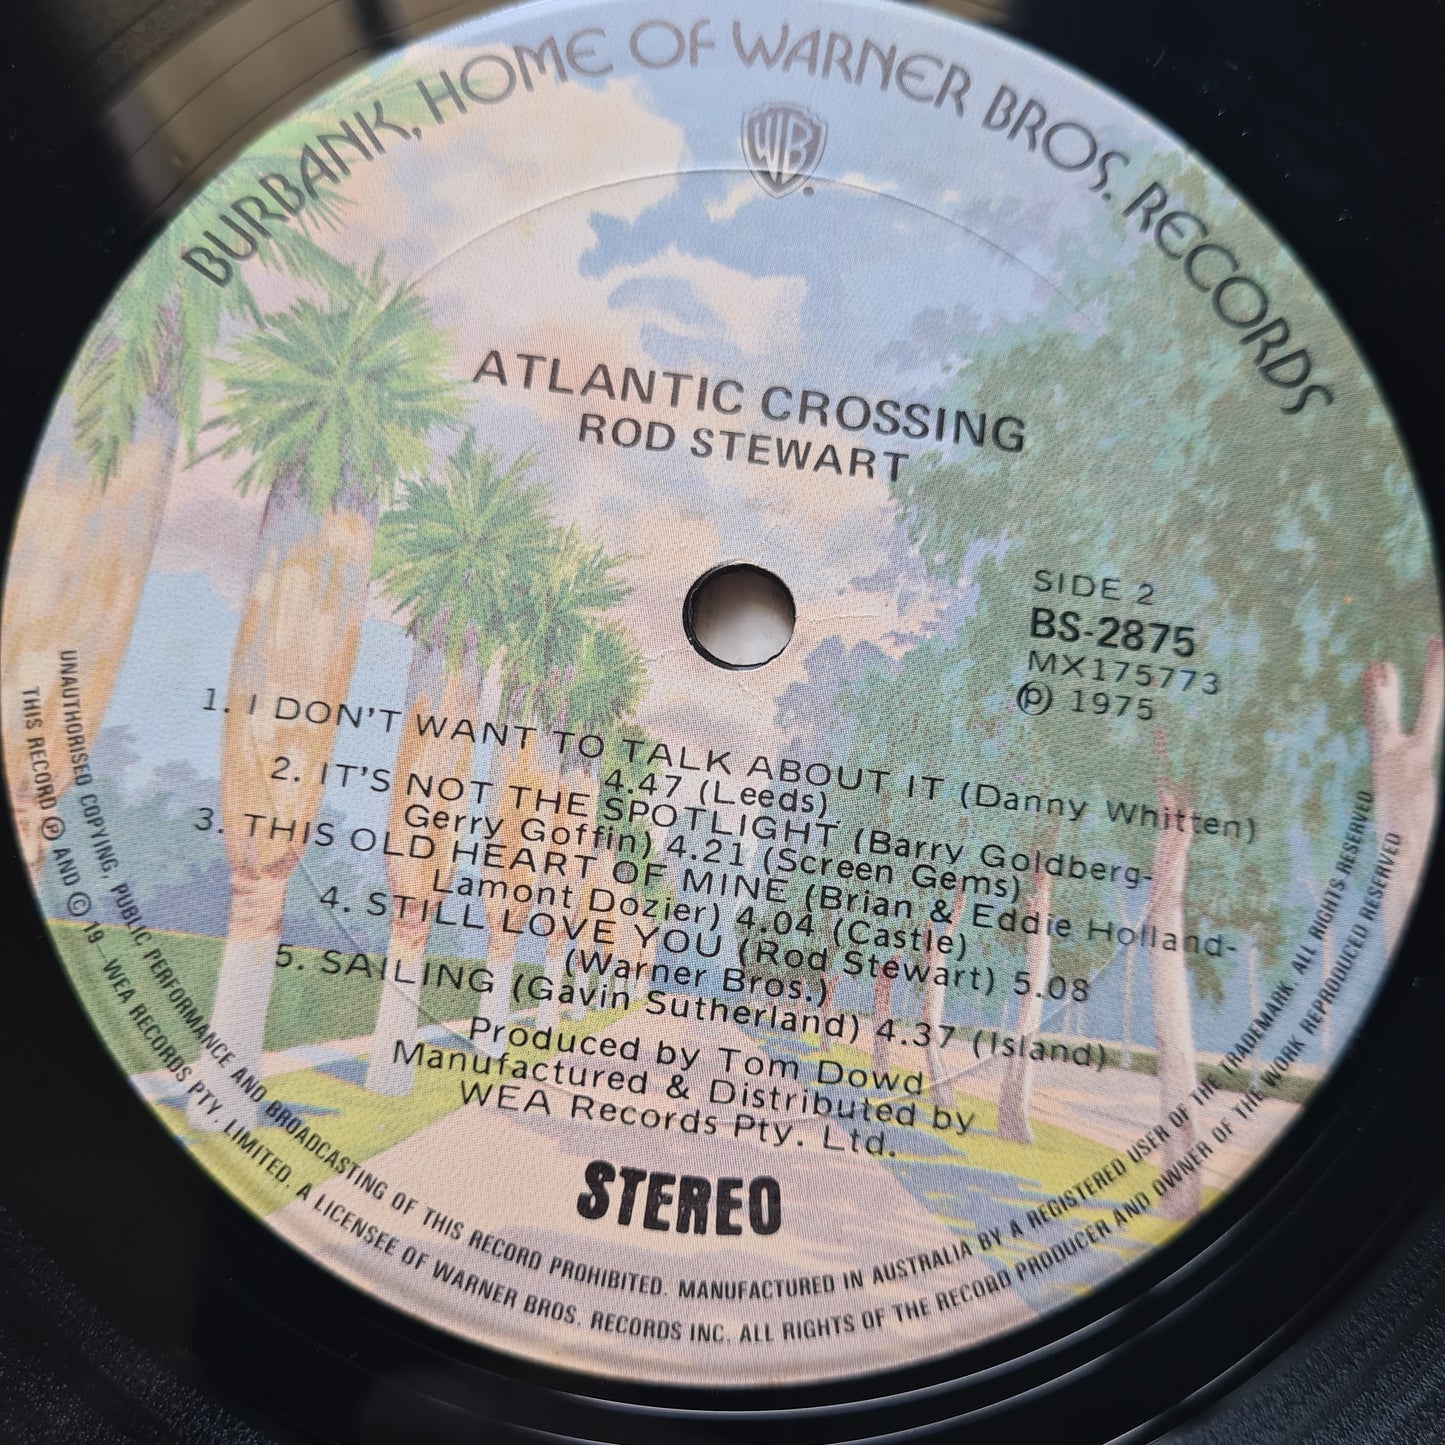 BURBANK, HOME OF WARNER BROS. RECORDS
WB
ATLANTIC CROSSING
ROD STEWART
SIDE 2
BS-2875
MX175773
Ⓟ 1975
1. I DON'T WANT TO TALK ABOUT IT (Danny Whitten)
4.47 (Leeds)
2. IT'S NOT THE SPOTLIGHT (Barry Goldberg-
Gerry Goffin) 4.21 (Screen Gems)
3. THIS OLD HEART OF MINE (Brian & Eddie Holland-
Lamont Dozier) 4.04 (Castle)
4. STILL LOVE YOU (Rod Stewart) 5.08
(Warner Bros.)
5. SAILING (Gavin Sutherland) 4.37 (Island)
Produced by Tom Dowd
Manufactured & Distributed by
WEA Records Pty. Ltd.
STEREO
UNAUTHORISED COPYING, PUBLIC PERFORMANCE AND BROADCASTING OF THIS RECORD PROHIBITED. MANUFACTURED IN AUSTRALIA BY A REGISTERED USER OF THE TRADEMARK. ALL RIGHTS RESERVED
THIS RECORD Ⓟ AND © 19—WEA RECORDS PTY. LIMITED. A LICENSEE OF WARNER BROS. RECORDS INC. ALL RIGHTS OF THE RECORD PRODUCER AND OWNER OF THE WORK REPRODUCED RESERVED